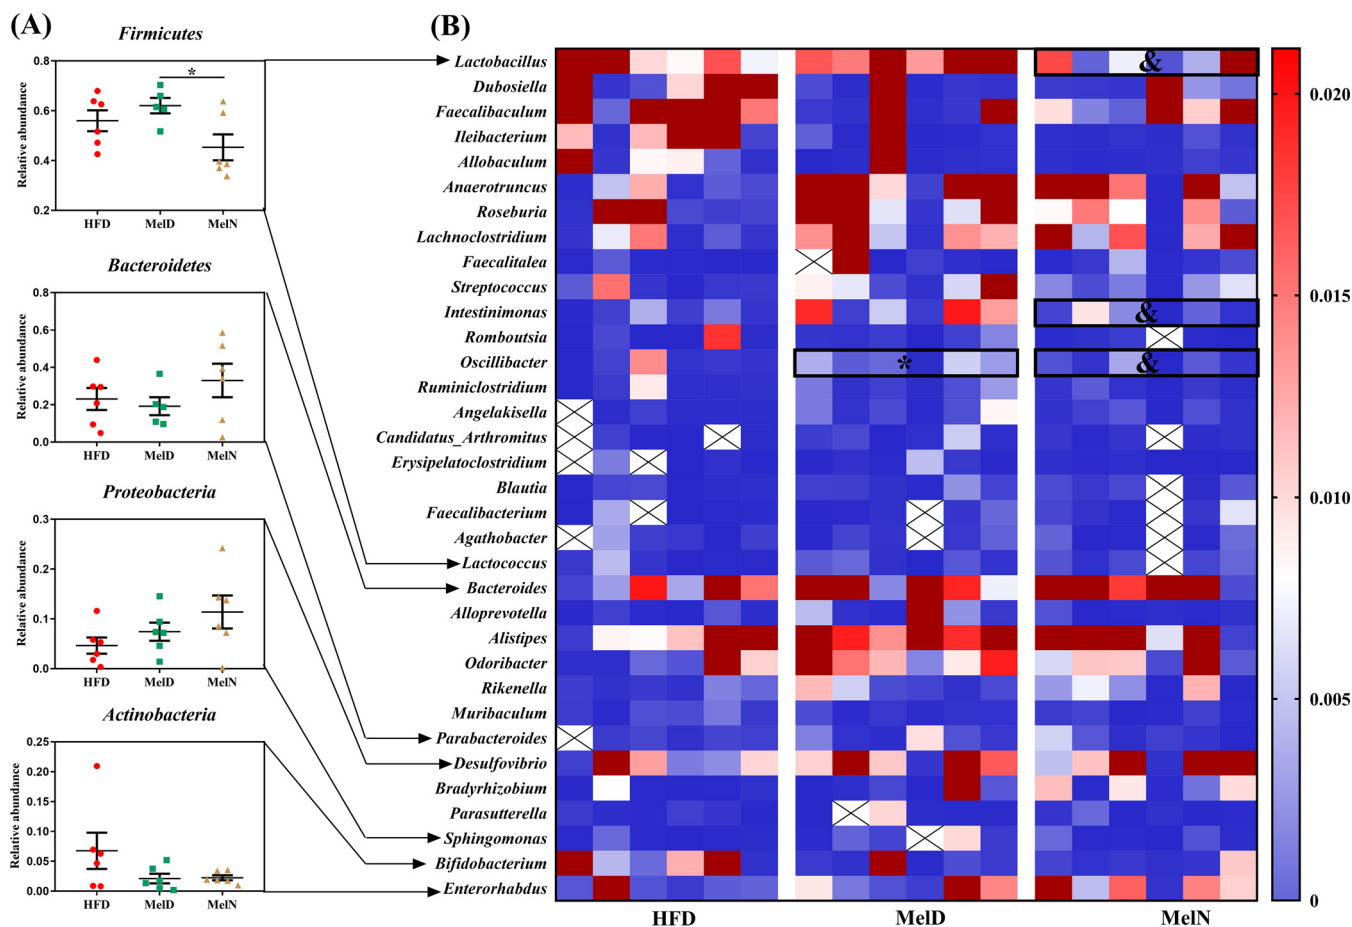 (A)
Firmicutes
Relative abundance
0.8
0.6
0.4
0.2
*
HFD
MelD
MelN
Bacteroidetes
Relative abundance
0.8
0.6
0.4
0.2
0.0
HFD
MelD
MelN
Proteobacteria
Relative abundance
0.3
0.2
0.1
0.0
HFD
MelD
MelN
Actinobacteria
Relative abundance
0.25
0.20
0.15
0.10
0.05
0.00
HFD
MelD
MelN
(B)
Lactobacillus
Dubosiella
Faecalibaculum
Ileibacterium
Allobaculum
Anaerotruncus
Roseburia
Lachnoclostridium
Faecalitalea
Streptococcus
Intestinimonas
Romboutsia
Oscillibacter
Ruminiclostridium
Angelakisella
Candidatus_Arthromitus
Erysipelatoclostridium
Blautia
Faecalibacterium
Agathobacter
Lactococcus
Bacteroides
Alloprevotella
Alistipes
Odoribacter
Rikenella
Muribaculum
Parabacteroides
Desulfovibrio
Bradyrhizobium
Parasutterella
Sphingomonas
Bifidobacterium
Enterorhabdus
&
&
*
&
HFD
MelD
MelN
0.020
0.015
0.010
0.005
0